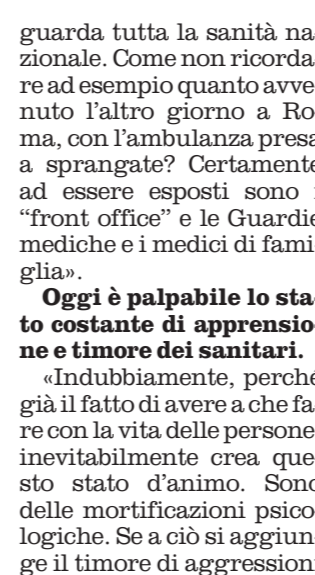 guarda tutta la sanità na
zionale. Come non ricorda
re ad esempio quanto avve
nuto l’altro giorno a Ro
ma, con l’ambulanza presa
a sprangate? Certamente
ad essere esposti sono i
“front office” e le Guardie
mediche e i medici di fami
glia».
Oggi è palpabile lo sta
to costante di apprensio
ne e timore dei sanitari.
«Indubbiamente, perché
già il fatto di avere a che fa
re con la vita delle persone
inevitabilmente crea que
sto stato d’animo. Sono
delle mortificazioni psico
logiche. Se a ciò si aggiun
ge il timore di aggressioni